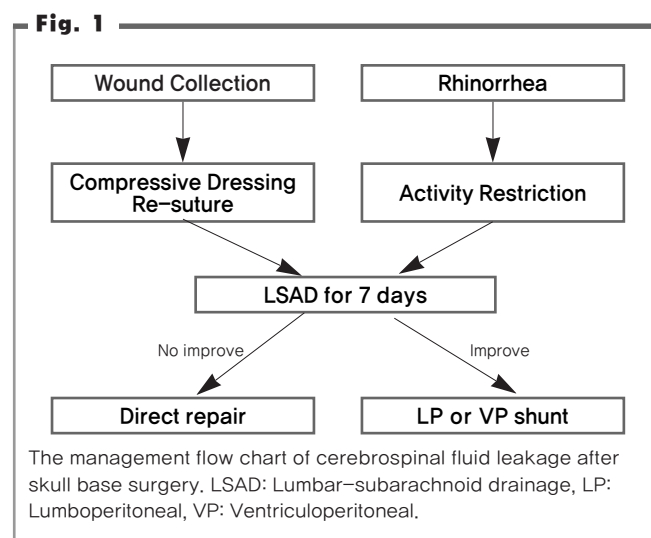 Fig. 1
Wound Collection
Rhinorrhea
Compressive Dressing
Re-suture
Activity Restriction
LSAD for 7 days
No improve
Improve
Direct repair
LP or VP shunt
The management flow chart of cerebrospinal fluid leakage after
skull base surgery. LSAD: Lumbar-subarachnoid drainage, LP:
Lumboperitoneal, VP: Ventriculoperitoneal.